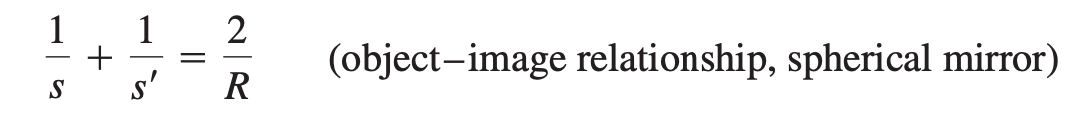 1/s + 1/s′ = 2/R (object–image relationship, spherical mirror)